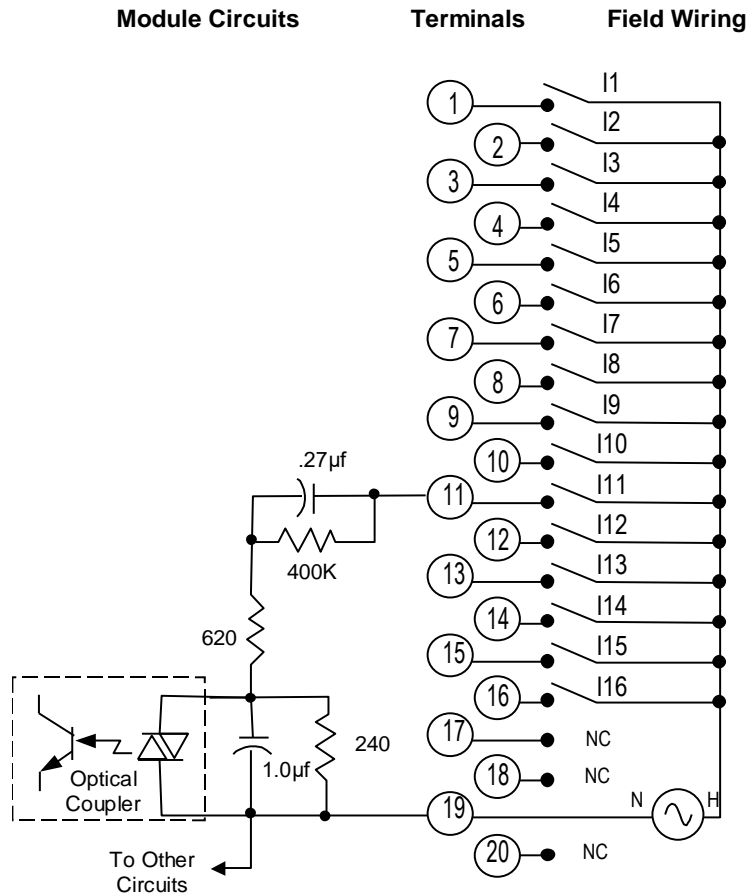 Module Circuits Terminals Field Wiring
1 I1
2 I2
3 I3
4 I4
5 I5
6 I6
7 I7
8 I8
9 I9
10 I10
.27µf
11 I11
12 I12
400K
13 I13
14 I14
620
15 I15
16 I16
17 NC
240
1.0µf
18 NC
Optical
Coupler
19 N H
20 NC
To Other
Circuits